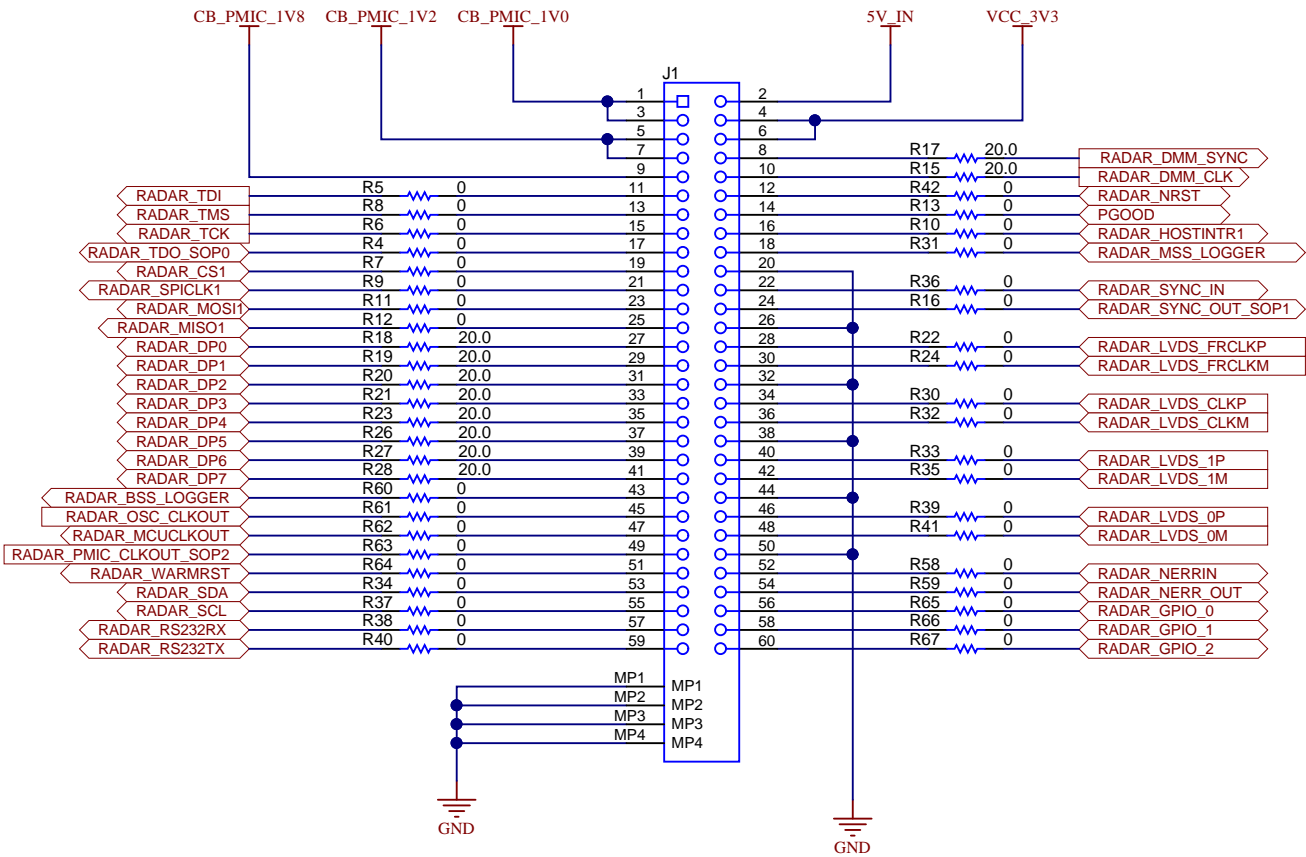 CB_PMIC_1V8 CB_PMIC_1V2 CB_PMIC_1V0 5V_IN VCC_3V3
J1
1 2
3 4
5 6
7 8 R17 20.0 RADAR_DMM_SYNC
9 10 R15 20.0 RADAR_DMM_CLK
RADAR_TDI R5 0 11 12 R42 0 RADAR_NRST
RADAR_TMS R8 0 13 14 R13 0 PGOOD
RADAR_TCK R6 0 15 16 R10 0 RADAR_HOSTINTR1
RADAR_TDO_SOP0 R4 0 17 18 R31 0 RADAR_MSS_LOGGER
RADAR_CS1 R7 0 19 20
RADAR_SPICLK1 R9 0 21 22 R36 0 RADAR_SYNC_IN
RADAR_MOSI1 R11 0 23 24 R16 0 RADAR_SYNC_OUT_SOP1
RADAR_MISO1 R12 0 25 26
RADAR_DP0 R18 20.0 27 28 R22 0 RADAR_LVDS_FRCLKP
RADAR_DP1 R19 20.0 29 30 R24 0 RADAR_LVDS_FRCLKM
RADAR_DP2 R20 20.0 31 32
RADAR_DP3 R21 20.0 33 34 R30 0 RADAR_LVDS_CLKP
RADAR_DP4 R23 20.0 35 36 R32 0 RADAR_LVDS_CLKM
RADAR_DP5 R26 20.0 37 38
RADAR_DP6 R27 20.0 39 40 R33 0 RADAR_LVDS_1P
RADAR_DP7 R28 20.0 41 42 R35 0 RADAR_LVDS_1M
RADAR_BSS_LOGGER R60 0 43 44
RADAR_OSC_CLKOUT R61 0 45 46 R39 0 RADAR_LVDS_0P
RADAR_MCUCLKOUT R62 0 47 48 R41 0 RADAR_LVDS_0M
RADAR_PMIC_CLKOUT_SOP2 R63 0 49 50
RADAR_WARMRST R64 0 51 52 R58 0 RADAR_NERRIN
RADAR_SDA R34 0 53 54 R59 0 RADAR_NERR_OUT
RADAR_SCL R37 0 55 56 R65 0 RADAR_GPIO_0
RADAR_RS232RX R38 0 57 58 R66 0 RADAR_GPIO_1
RADAR_RS232TX R40 0 59 60 R67 0 RADAR_GPIO_2
MP1 MP1
MP2 MP2
MP3 MP3
MP4 MP4
GND GND